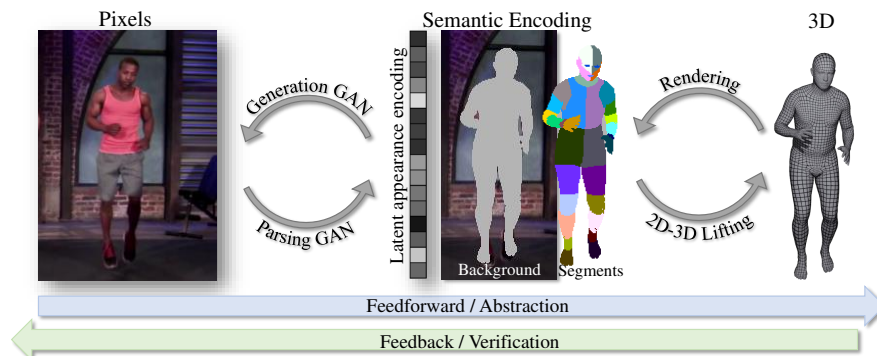 Pixels
Semantic Encoding
3D
Generation GAN
Parsing GAN
Latent appearance encoding
Background
Segments
Rendering
2D-3D Lifting
Feedforward / Abstraction
Feedback / Verification